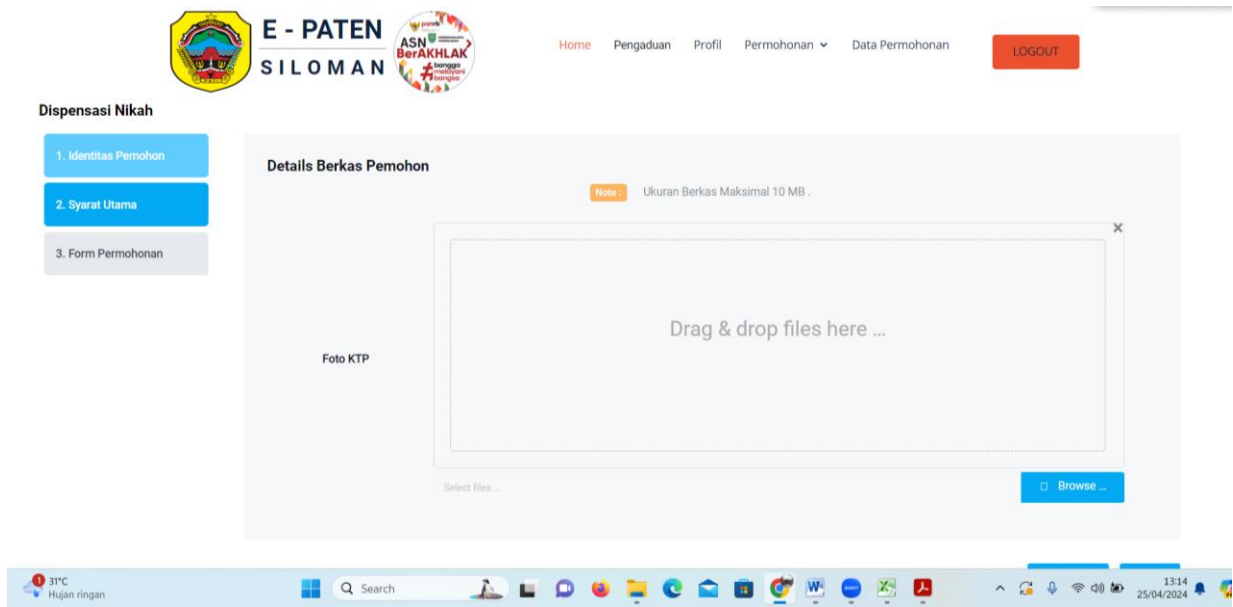 E - PATEN
SILOMAN
ASN
BerAKHLAK
bangga
melayani
bangsa
Home Pengaduan Profil Permohonan Data Permohonan LOGOUT
Dispensasi Nikah
1. Identitas Pemohon
2. Syarat Utama
3. Form Permohonan
Details Berkas Pemohon
Note : Ukuran Berkas Maksimal 10 MB .
Drag & drop files here ...
Foto KTP
Select files ...
Browse ...
1
31°C
Hujan ringan
Search
13:14
25/04/2024